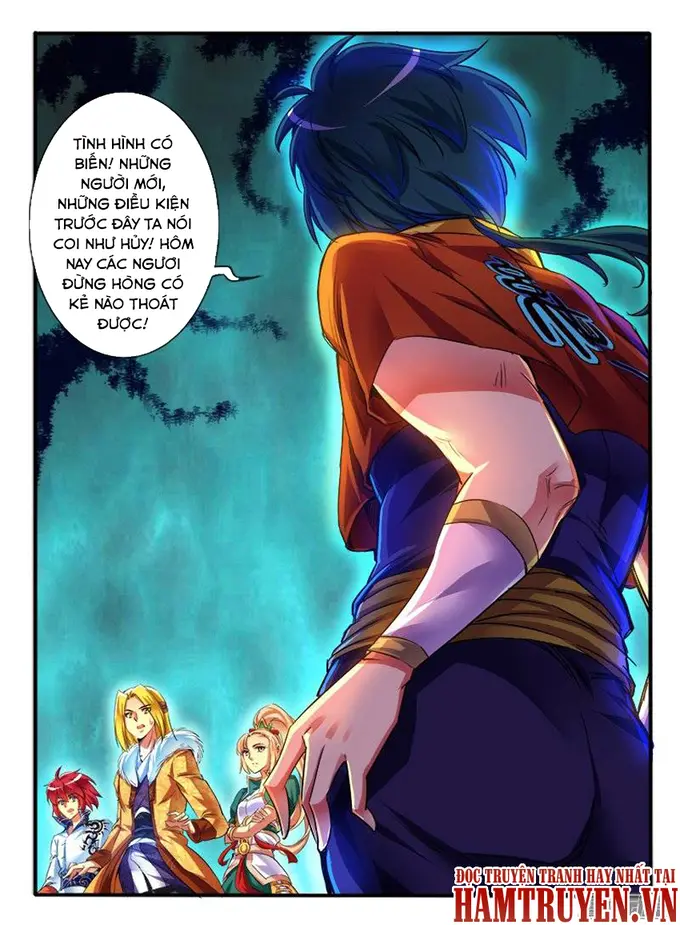 TÌNH HÌNH CÓ
BIẾN! NHỮNG
NGƯỜI MỚI,
NHỮNG ĐIỀU KIỆN
TRƯỚC ĐÂY TA NÓI
COI NHƯ HỦY! HÔM
NAY CÁC NGƯƠI
ĐỪNG HÒNG CÓ
KẺ NÀO THOÁT
ĐƯỢC!
ĐỌC TRUYỆN TRANH HAY NHẤT TẠI
HAMTRUYEN.VN